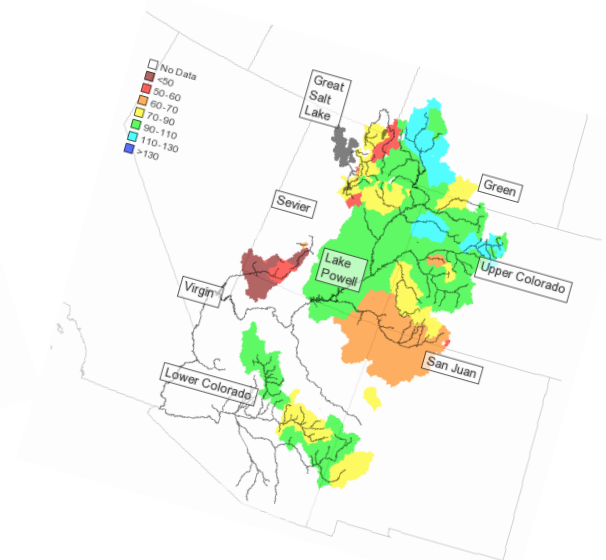 No Data
<50
50-60
60-70
70-90
90-110
110-130
>130
Great
Salt
Lake
Green
Sevier
Lake
Powell
Upper Colorado
Virgin
San Juan
Lower Colorado